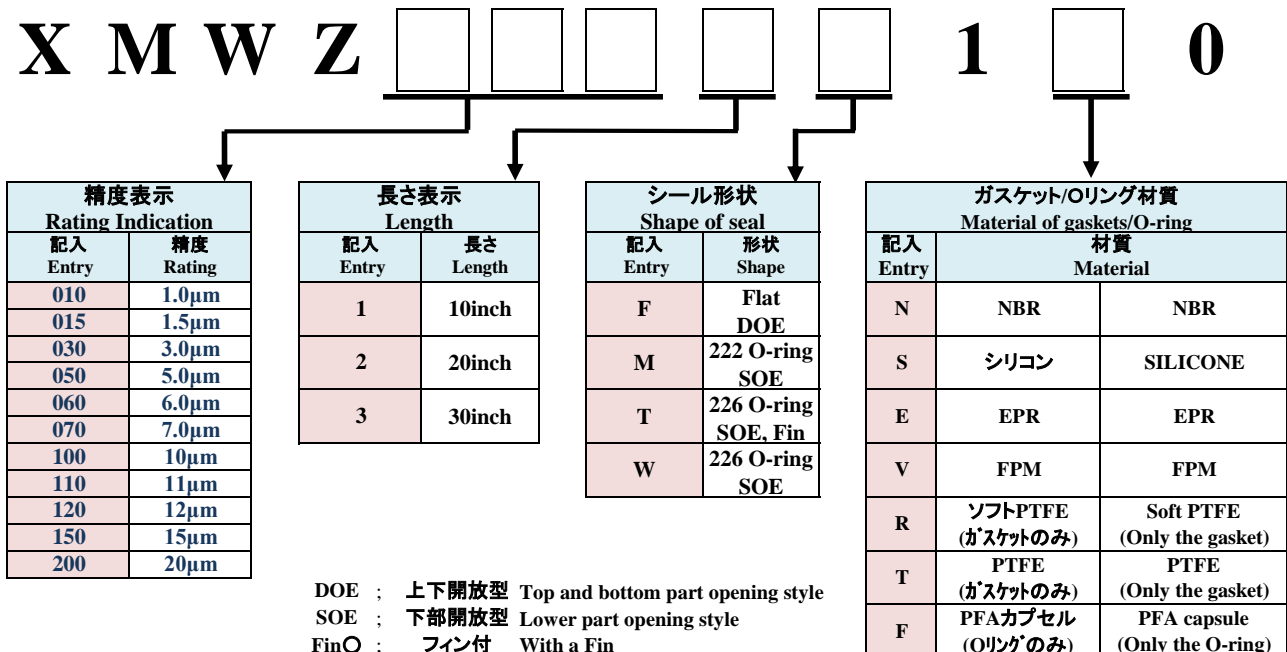 X M W Z 1 0
精度表示
Rating Indication
記入 精度
Entry Rating
010 1.0μm
015 1.5μm
030 3.0μm
050 5.0μm
060 6.0μm
070 7.0μm
100 10μm
110 11μm
120 12μm
150 15μm
200 20μm
長さ表示
Length
記入 長さ
Entry Length
1 10inch
2 20inch
3 30inch
シール形状
Shape of seal
記入 形状
Entry Shape
F Flat
DOE
M 222 O-ring
SOE
T 226 O-ring
SOE, Fin
W 226 O-ring
SOE
ガスケット/Oリング材質
Material of gaskets/O-ring
記入 材質
Entry Material
N NBR NBR
S シリコン SILICONE
E EPR EPR
V FPM FPM
R ソフトPTFE Soft PTFE
(ガスケットのみ) (Only the gasket)
T PTFE PTFE
(ガスケットのみ) (Only the gasket)
F PFAカプセル PFA capsule
(Oリングのみ) (Only the O-ring)
DOE ; 上下開放型 Top and bottom part opening style
SOE ; 下部開放型 Lower part opening style
Fin○ ; フィン付 With a Fin